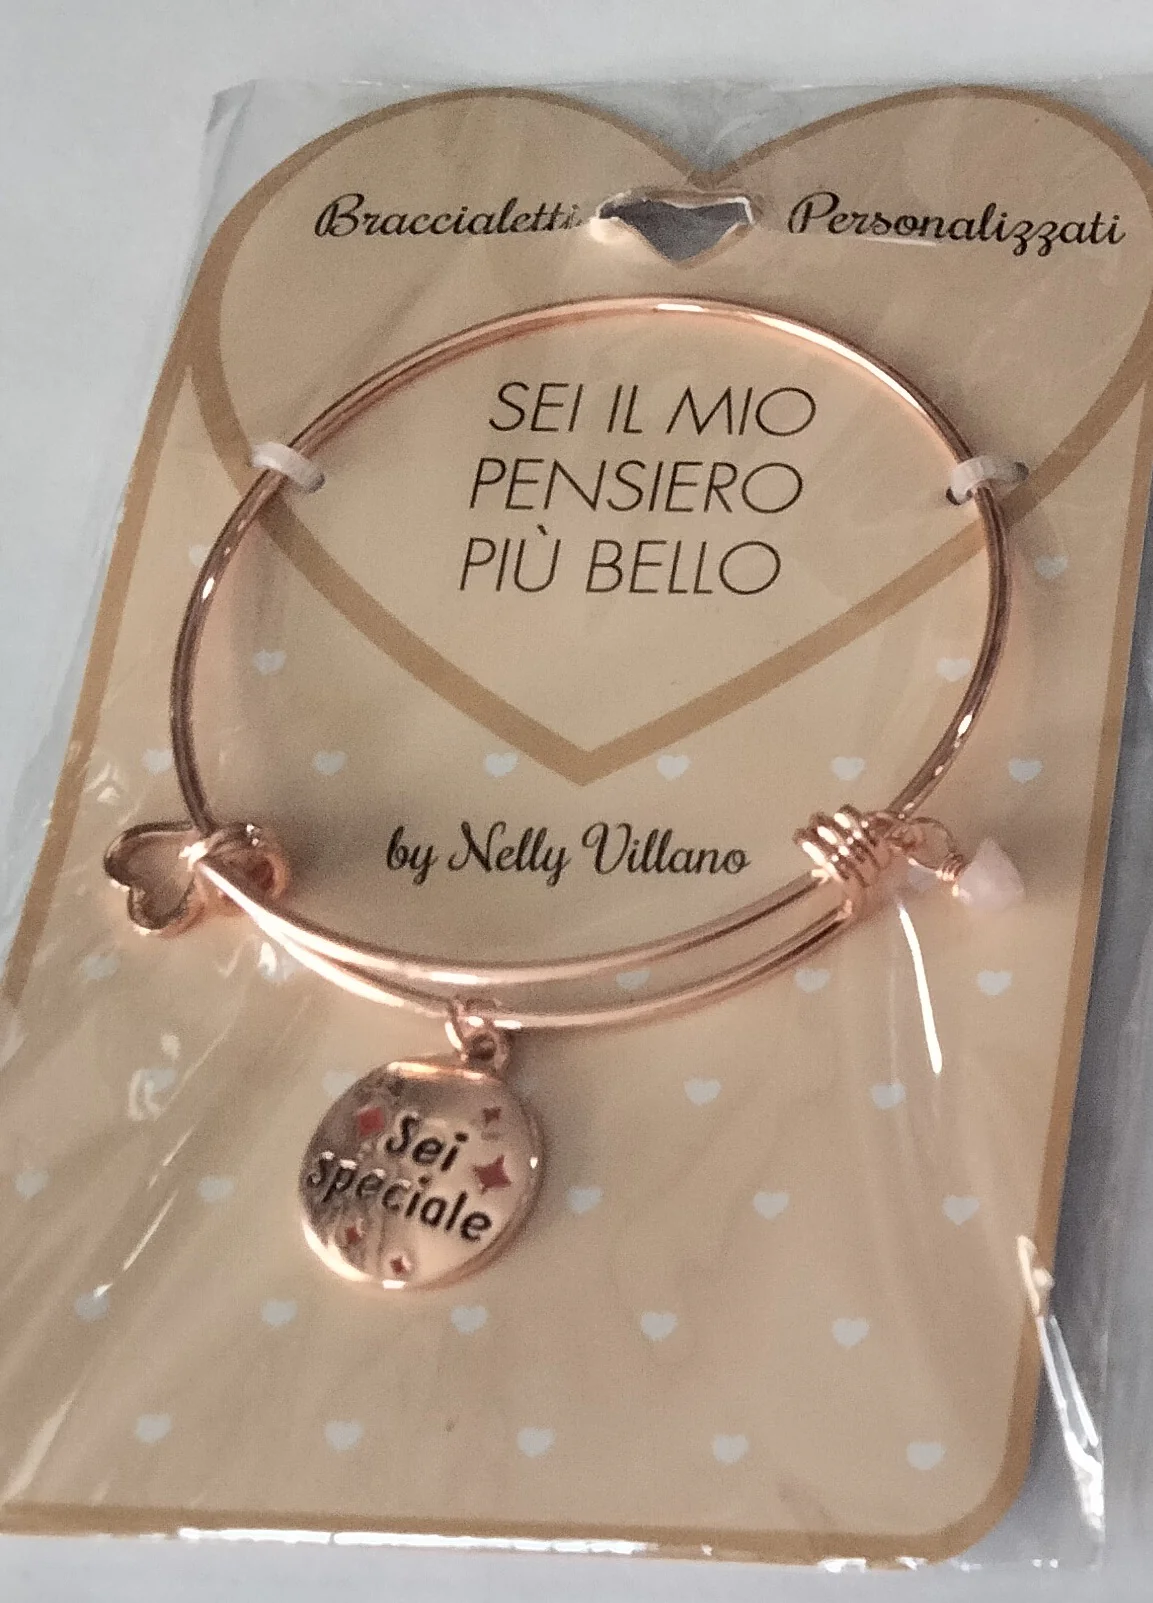 Braccialetti Personalizzati
SEI IL MIO
PENSIERO
PIÙ BELLO
by Nelly Villano
Sei
speciale